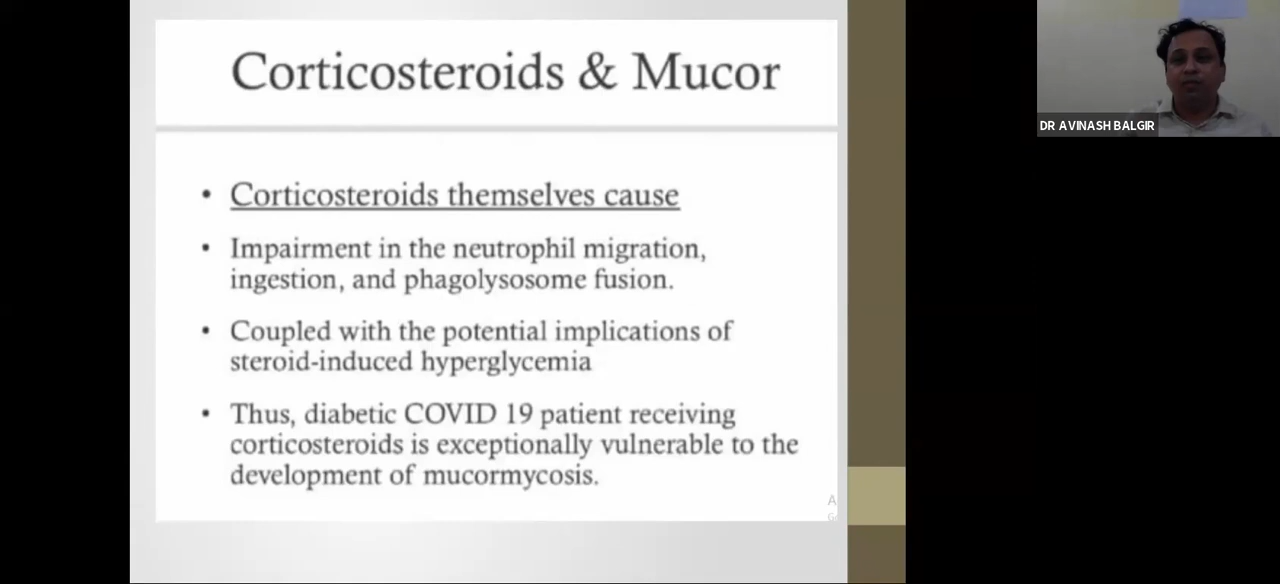 Corticosteroids & Mucor
• Corticosteroids themselves cause
• Impairment in the neutrophil migration,
ingestion, and phagolysosome fusion.
• Coupled with the potential implications of
steroid-induced hyperglycemia
• Thus, diabetic COVID 19 patient receiving
corticosteroids is exceptionally vulnerable to the
development of mucormycosis.
A
Go
DR AVINASH BALGIR